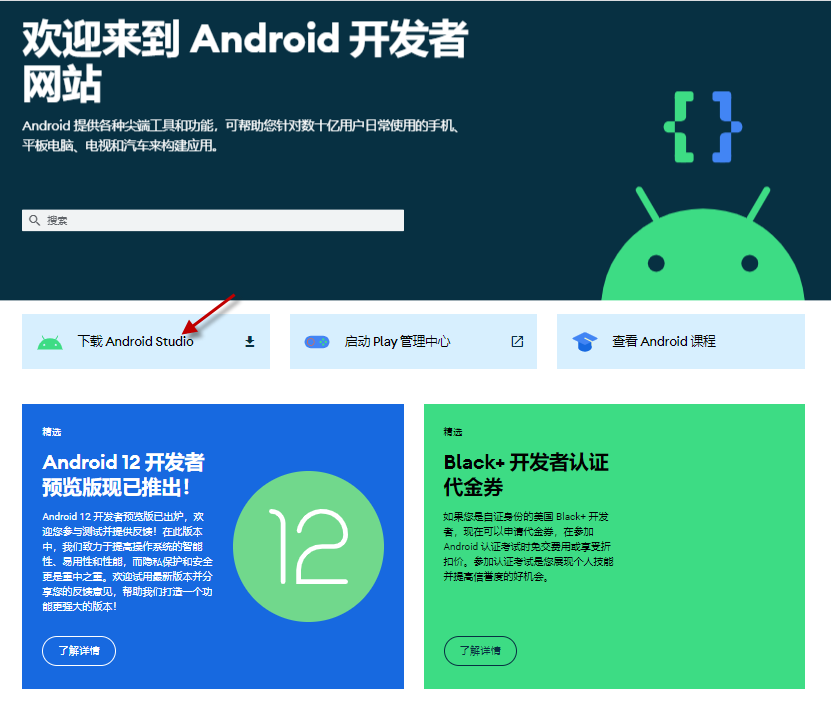 欢迎来到 Android 开发者
网站
Android 提供各种尖端工具和功能，可帮助您针对数十亿用户日常使用的手机、
平板电脑、电视和汽车来构建应用。
搜索
下载 Android Studio
启动 Play 管理中心
查看 Android 课程
精选
Android 12 开发者
预览版现已推出！
Android 12 开发者预览版已出炉，欢
迎您参与测试并提供反馈！在此版本
中，我们致力于提高操作系统的智能
性、易用性和性能，而隐私保护和安全
更是重中之重。欢迎试用最新版本并分
享您的反馈意见，帮助我们打造一个功
能更强大的版本！
了解详情
12
精选
Black+ 开发者认证
代金券
如果您是自证身份的美国 Black+ 开发
者，现在可以申请代金券，在参加
Android 认证考试时免交费用或享受折
扣价。参加认证考试是您展现个人技能
并提高信誉度的好机会。
了解详情